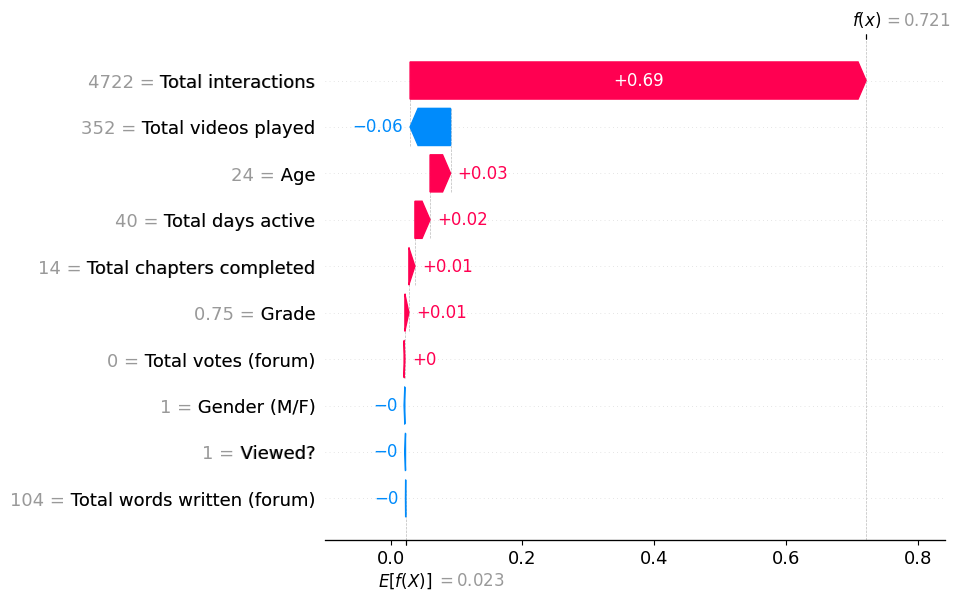 f(x) = 0.721
4722 = Total interactions
+0.69
352 = Total videos played
−0.06
24 = Age
+0.03
40 = Total days active
+0.02
14 = Total chapters completed
+0.01
0.75 = Grade
+0.01
0 = Total votes (forum)
+0
1 = Gender (M/F)
−0
1 = Viewed?
−0
104 = Total words written (forum)
−0
0.0 0.2 0.4 0.6 0.8
E[f(X)] = 0.023